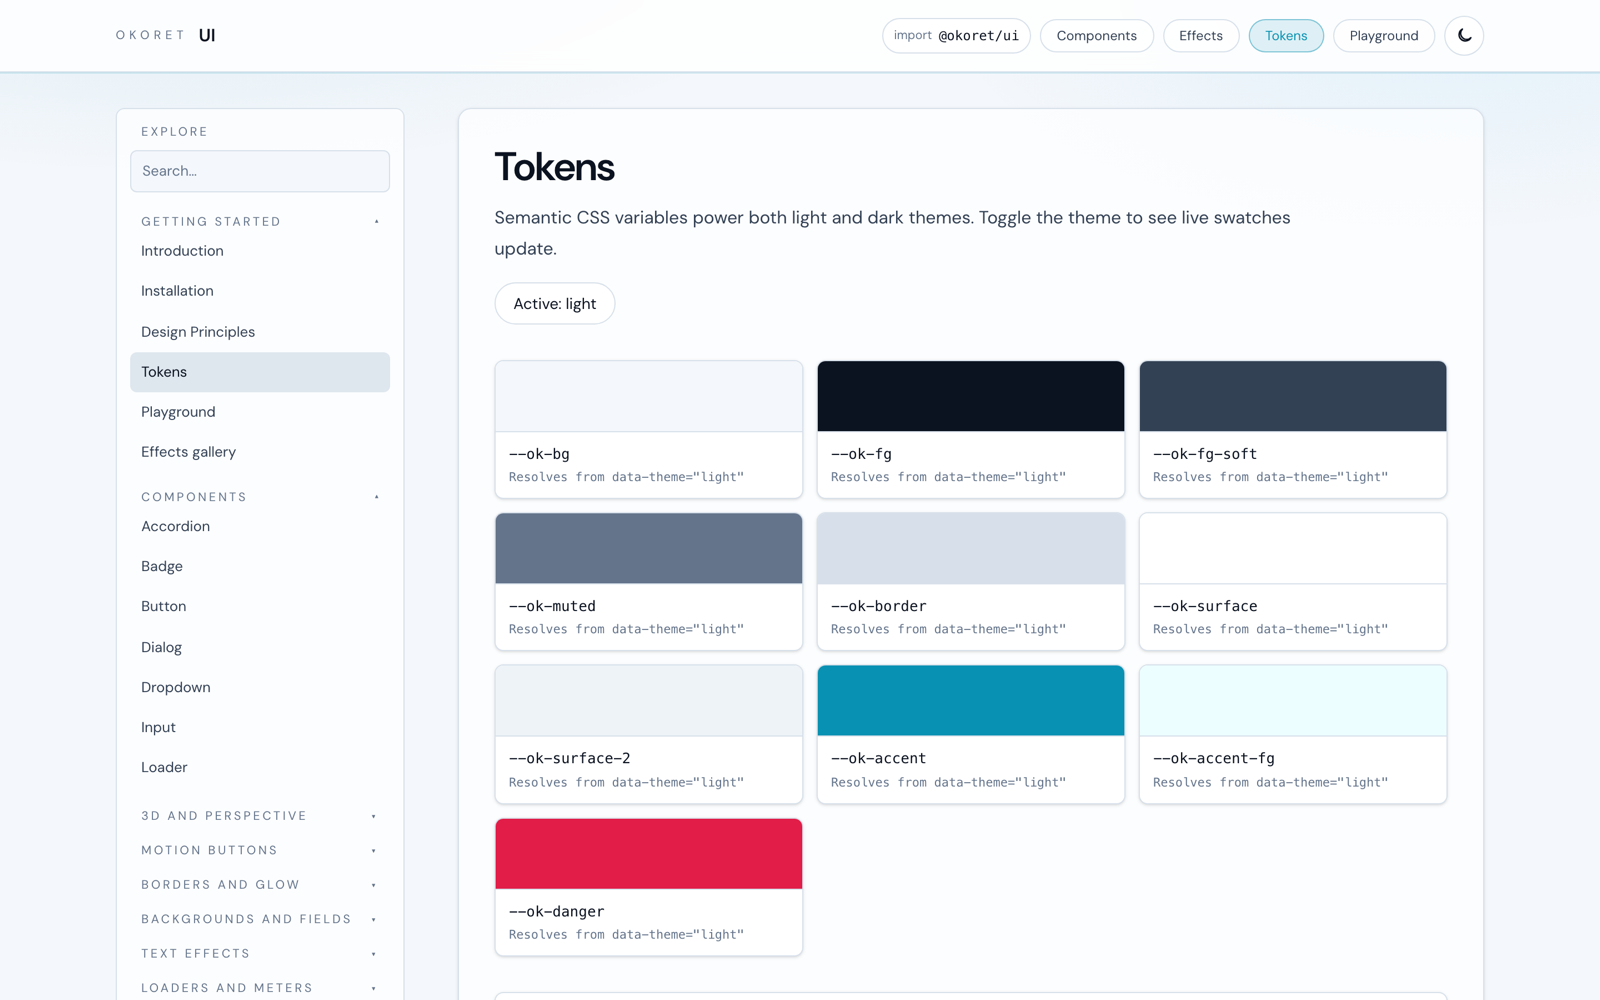 OKORET UI
import @okoret/ui
Components
Effects
Tokens
Playground
EXPLORE
Search...
GETTING STARTED
Introduction
Installation
Design Principles
Tokens
Playground
Effects gallery
COMPONENTS
Accordion
Badge
Button
Dialog
Dropdown
Input
Loader
3D AND PERSPECTIVE
MOTION BUTTONS
BORDERS AND GLOW
BACKGROUNDS AND FIELDS
TEXT EFFECTS
LOADERS AND METERS
Tokens
Semantic CSS variables power both light and dark themes. Toggle the theme to see live swatches
update.
Active: light
--ok-bg
Resolves from data-theme="light"
--ok-fg
Resolves from data-theme="light"
--ok-fg-soft
Resolves from data-theme="light"
--ok-muted
Resolves from data-theme="light"
--ok-border
Resolves from data-theme="light"
--ok-surface
Resolves from data-theme="light"
--ok-surface-2
Resolves from data-theme="light"
--ok-accent
Resolves from data-theme="light"
--ok-accent-fg
Resolves from data-theme="light"
--ok-danger
Resolves from data-theme="light"